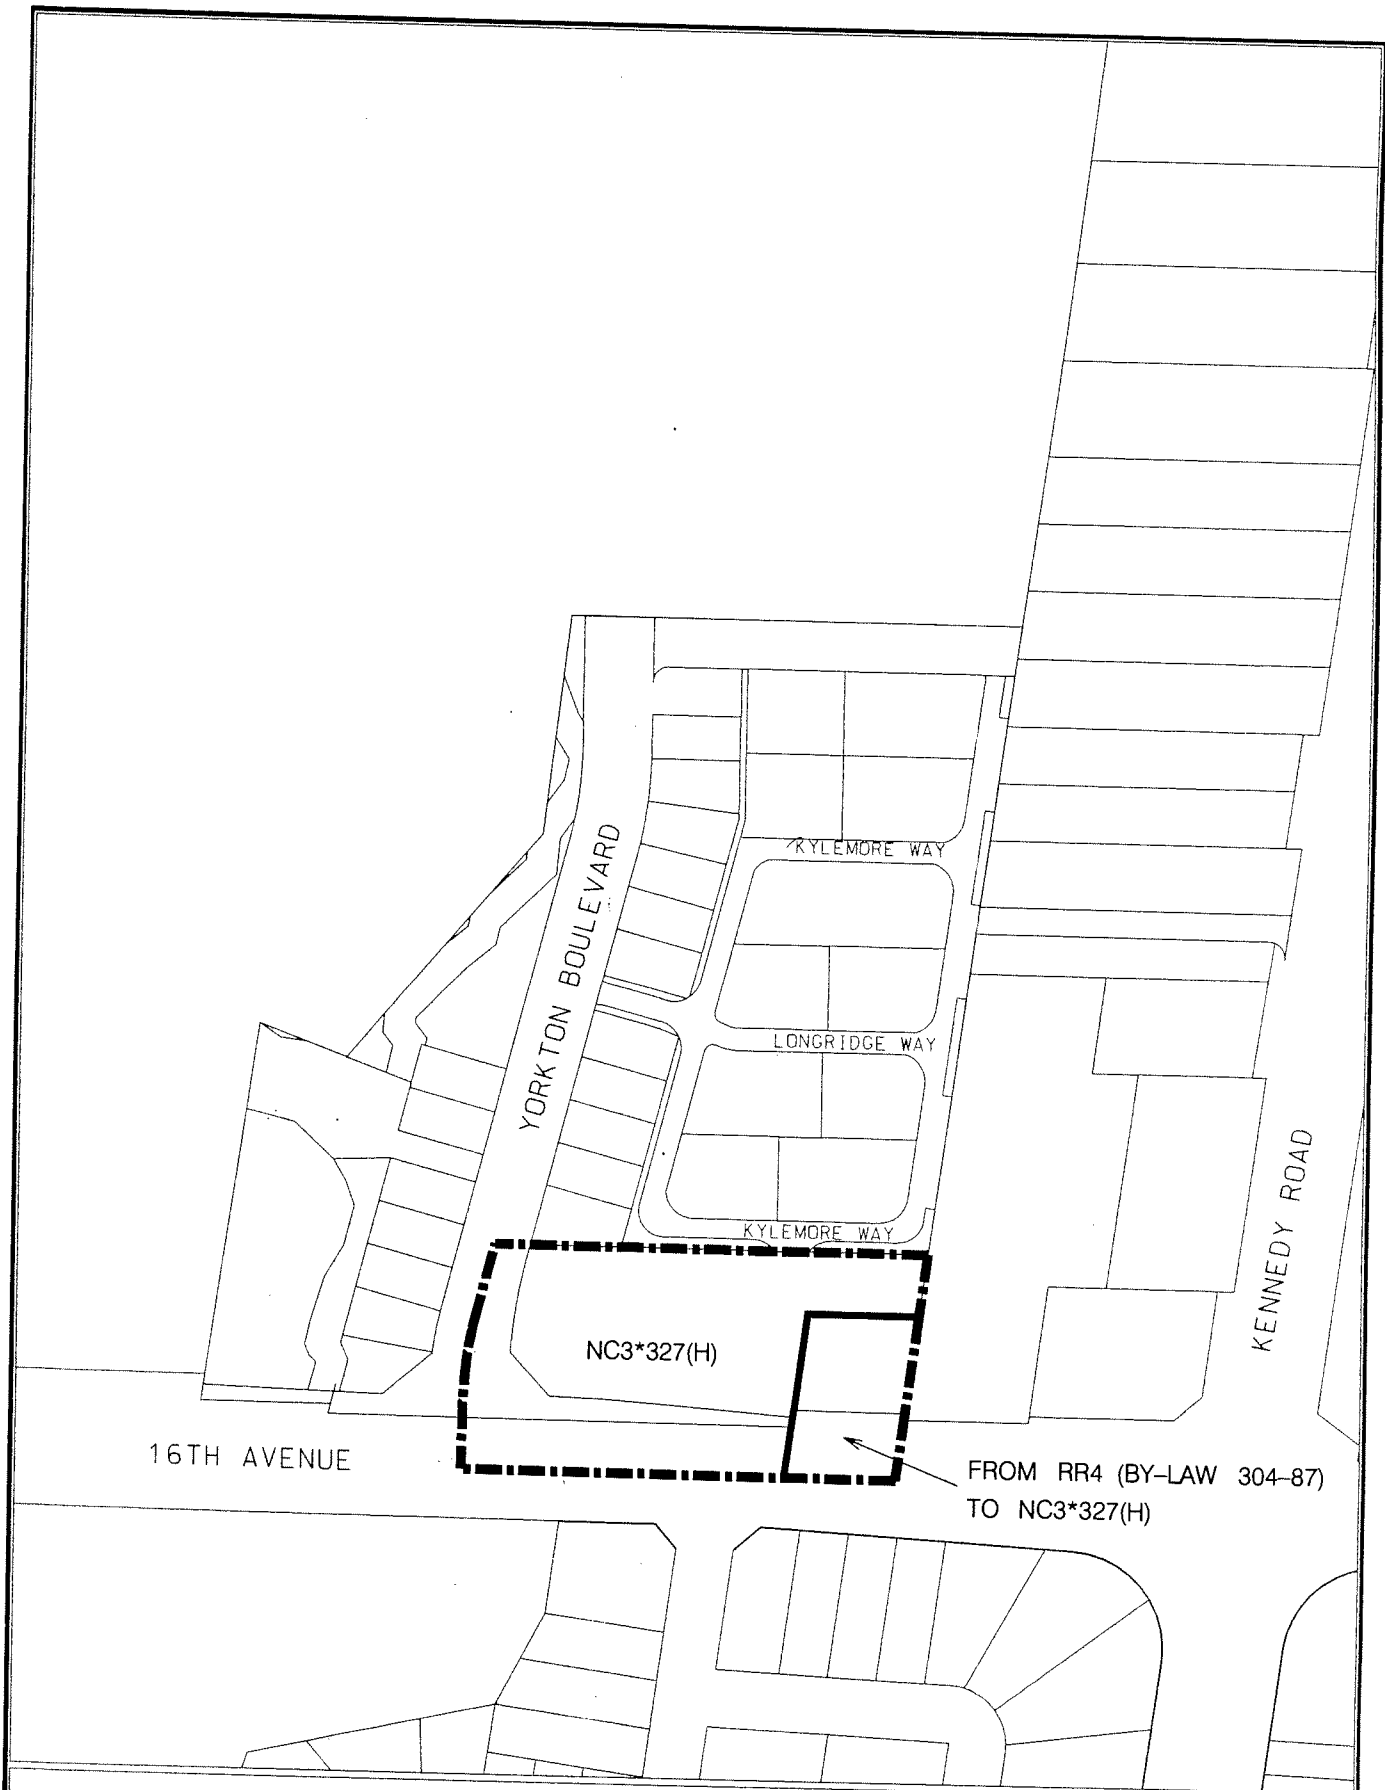 KYLEMORE WAY
YORKTON BOULEVARD
LONGRIDGE WAY
KYLEMORE WAY
KENNEDY ROAD
NC3*327(H)
16TH AVENUE
FROM RR4 (BY-LAW 304-87)
TO NC3*327(H)